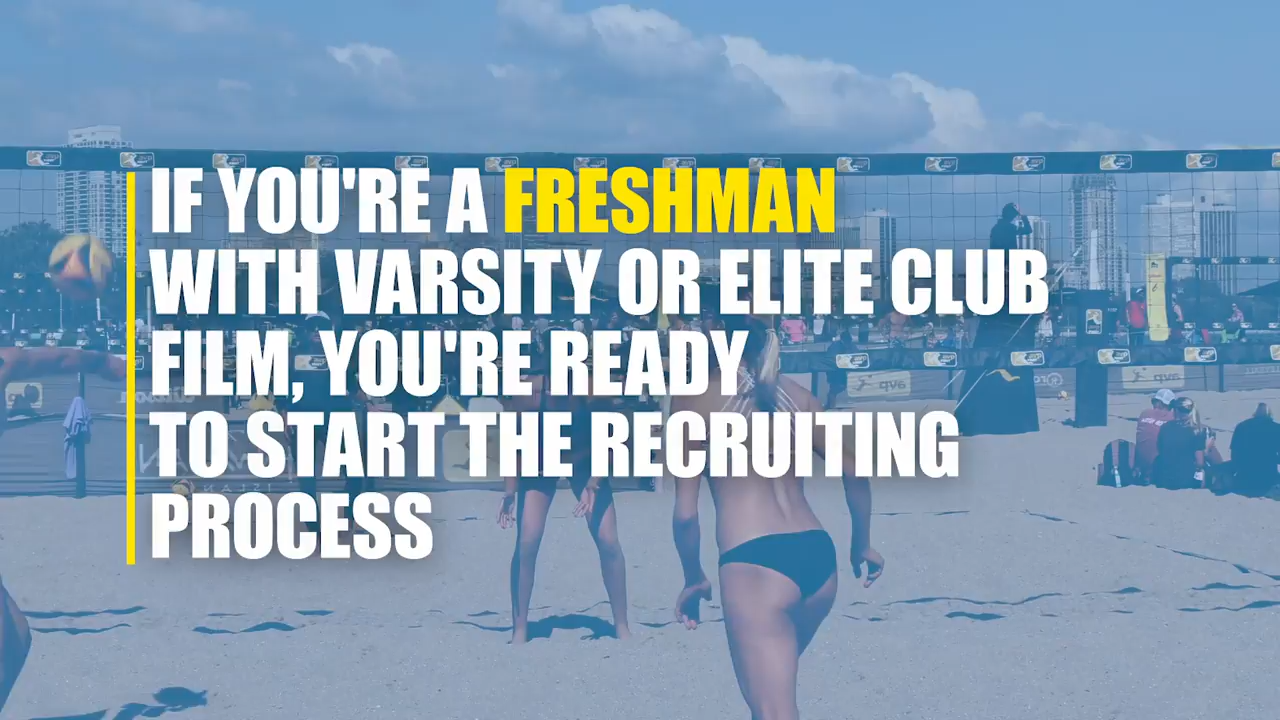 IF YOU'RE A FRESHMAN
WITH VARSITY OR ELITE CLUB
FILM, YOU'RE READY
TO START THE RECRUITING
PROCESS